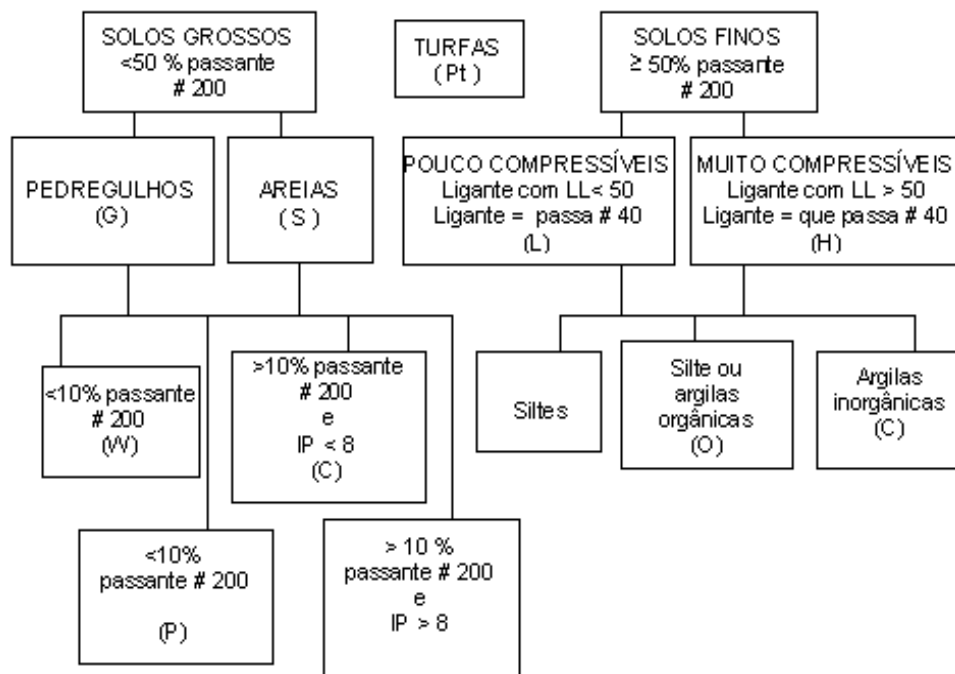 SOLOS GROSSOS
<50 % passante
# 200
TURFAS
( Pt )
SOLOS FINOS
≥ 50% passante
# 200
PEDREGULHOS
(G)
AREIAS
( S )
POUCO COMPRESSÍVEIS
Ligante com LL< 50
Ligante = passa # 40
(L)
MUITO COMPRESSÍVEIS
Ligante com LL > 50
Ligante = que passa # 40
(H)
<10% passante
# 200
(W)
>10% passante
# 200
e
IP < 8
(C)
Siltes
Silte ou
argilas
orgânicas
(O)
Argilas
inorgânicas
(C)
<10%
passante # 200
(P)
> 10 %
passante # 200
e
IP > 8